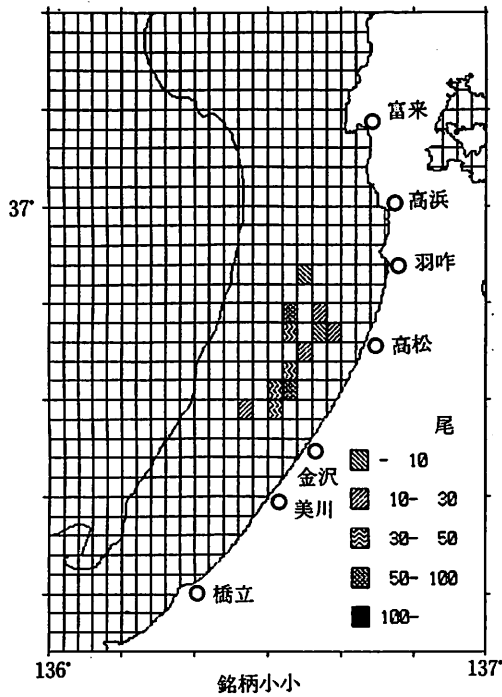 富来
37°
高浜
羽咋
高松
尾
- 10
金沢
10- 30
美川
30- 50
50- 100
橋立
100-
136°
137°
銘柄小小